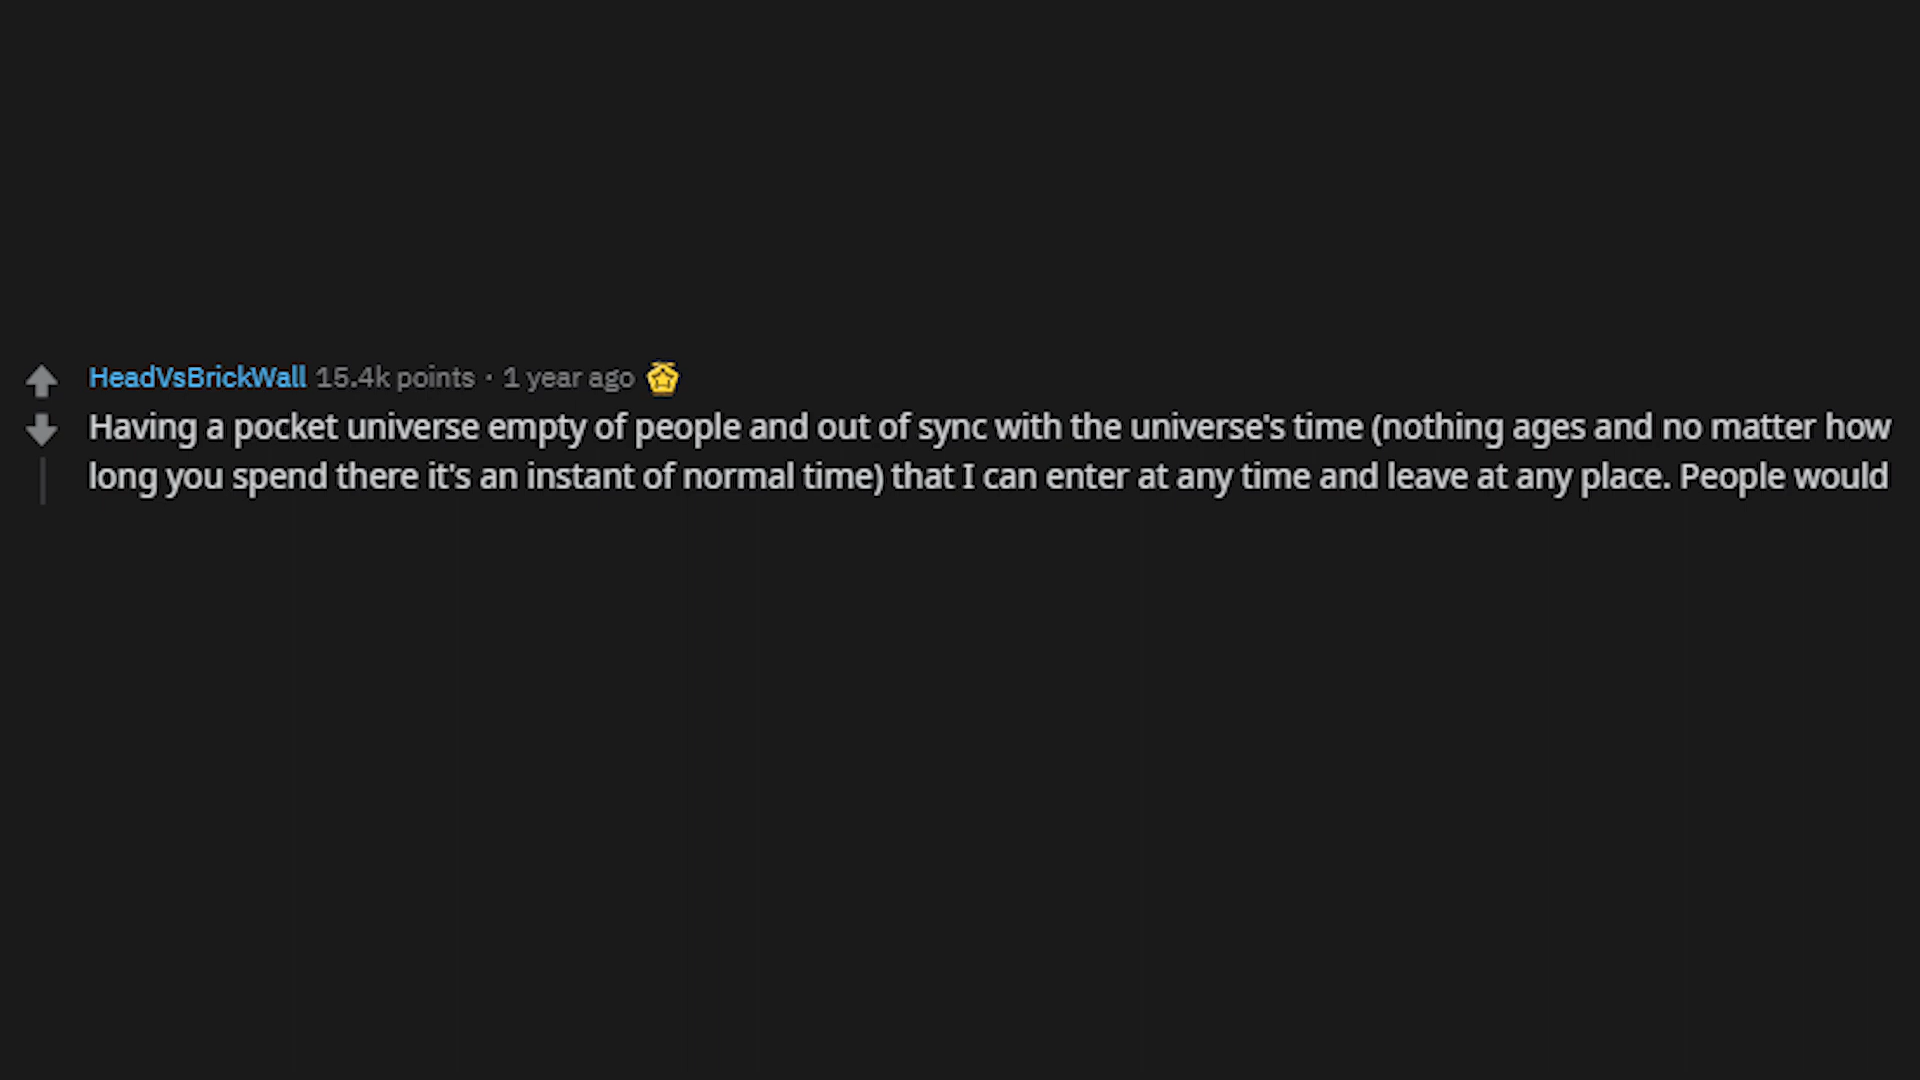 HeadVsBrickWall 15.4k points · 1 year ago
Having a pocket universe empty of people and out of sync with the universe's time (nothing ages and no matter how
long you spend there it's an instant of normal time) that I can enter at any time and leave at any place. People would